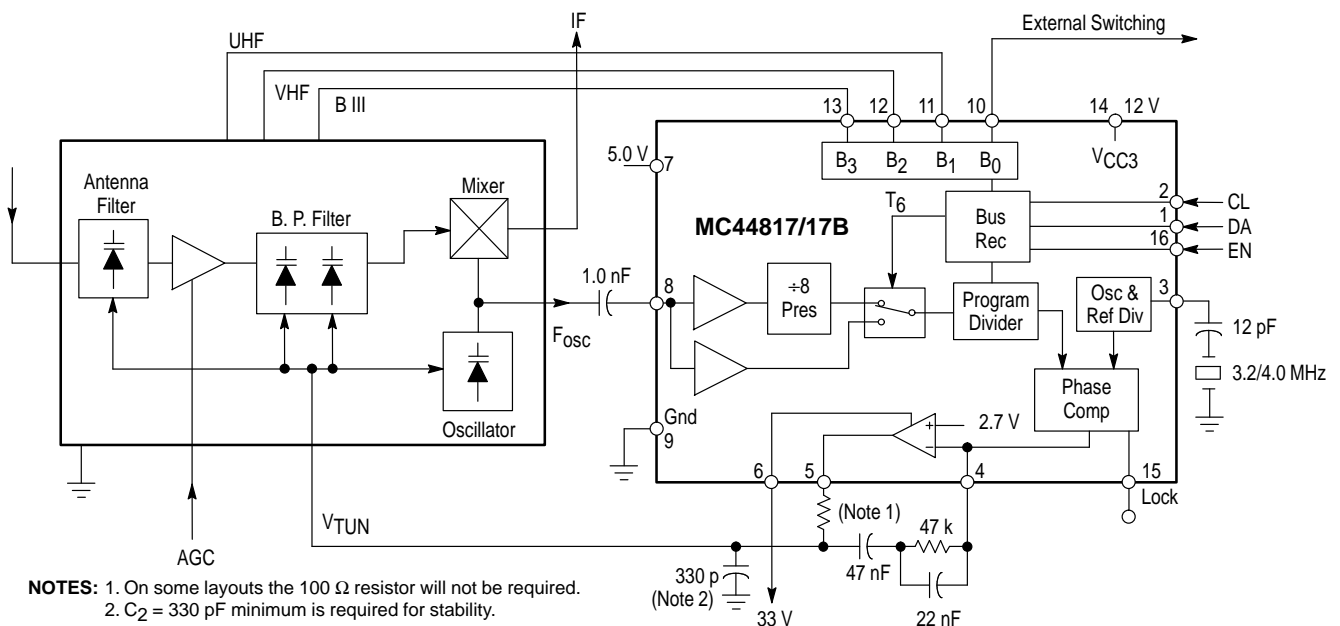 IF
External Switching
UHF
VHF
B III
13
12
11
10
14
12 V
5.0 V
7
B3
B2
B1
B0
VCC3
Antenna
Filter
B. P. Filter
Mixer
T6
MC44817/17B
Bus
Rec
2
CL
1
DA
16
EN
1.0 nF
8
÷8
Pres
Program
Divider
Osc &
Ref Div
3
12 pF
3.2/4.0 MHz
Fosc
Phase
Comp
Oscillator
Gnd
9
+
–
2.7 V
6
5
4
15
Lock
VTUN
(Note 1)
47 k
AGC
330 p
(Note 2)
47 nF
22 nF
33 V
NOTES: 1. On some layouts the 100 Ω resistor will not be required.
2. C2 = 330 pF minimum is required for stability.